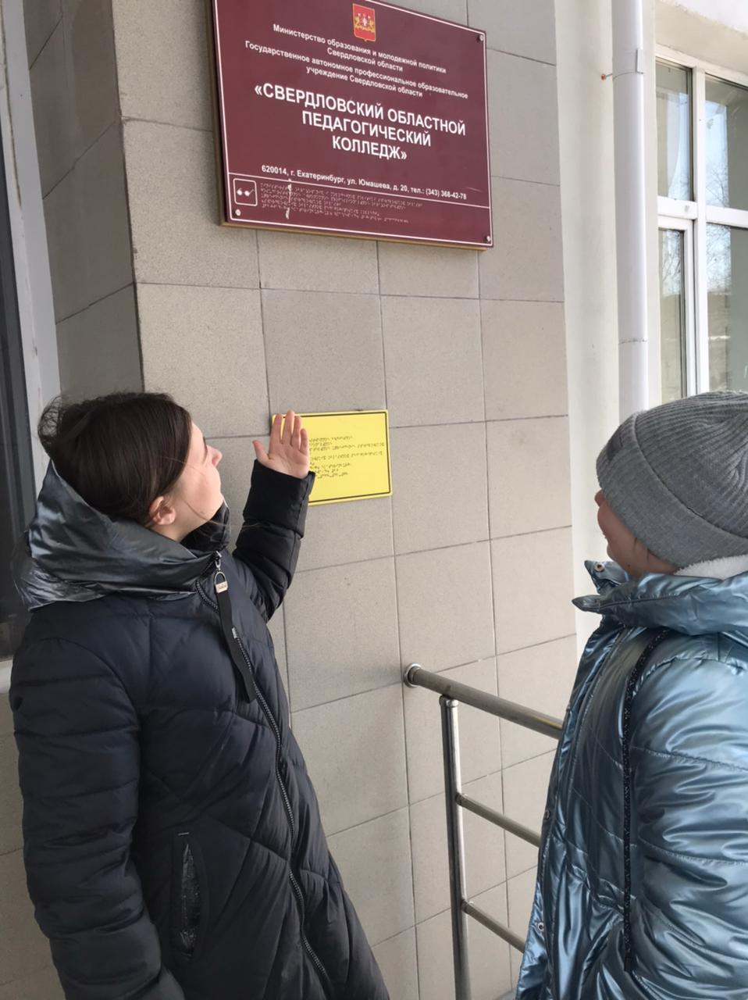 Министерство образования и молодежной политики
Свердловской области
Государственное автономное профессиональное образовательное
учреждение Свердловской области
«СВЕРДЛОВСКИЙ ОБЛАСТНОЙ
ПЕДАГОГИЧЕСКИЙ
КОЛЛЕДЖ»
620014, г. Екатеринбург, ул. Юмашева, д. 20, тел.: (343) 368-42-78